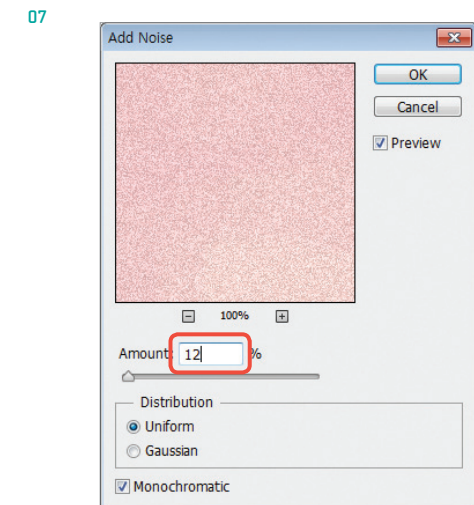 07
Add Noise
OK
Cancel
Preview
100%
Amount: 12 %
Distribution
Uniform
Gaussian
Monochromatic